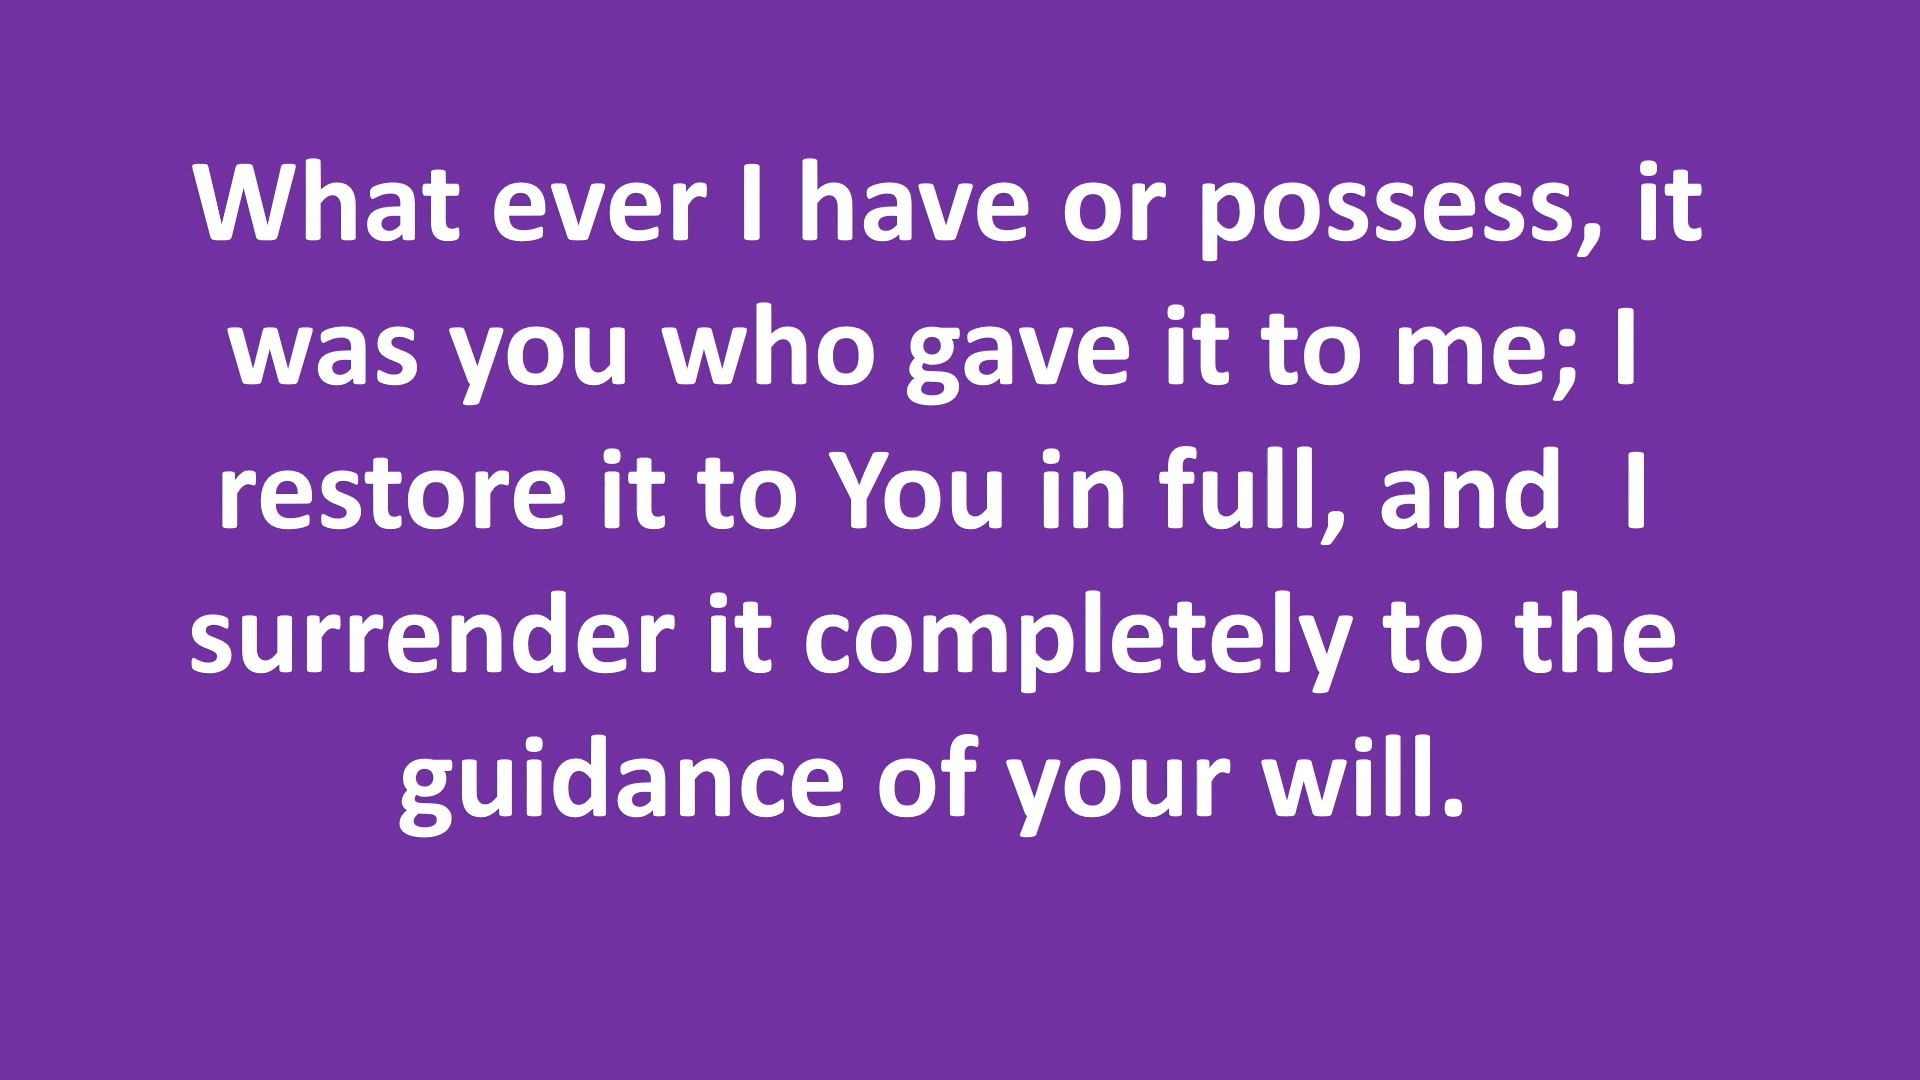 What ever I have or possess, it
was you who gave it to me; I
restore it to You in full, and  I
surrender it completely to the
guidance of your will.